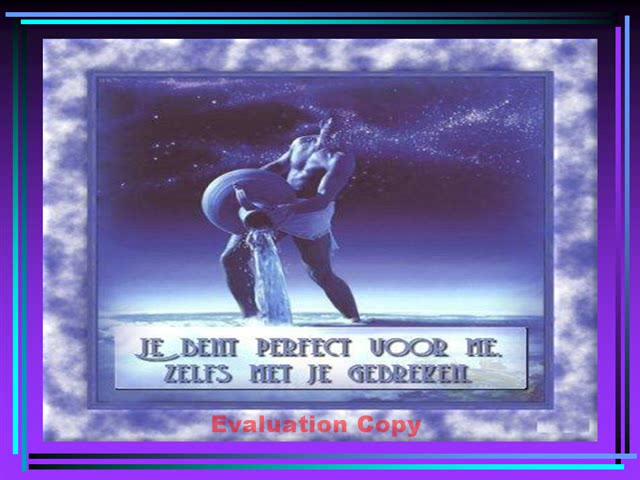 JE BENT PERFECT VOOR ME.
ZELFS MET JE GEBREKEN.
Evaluation Copy